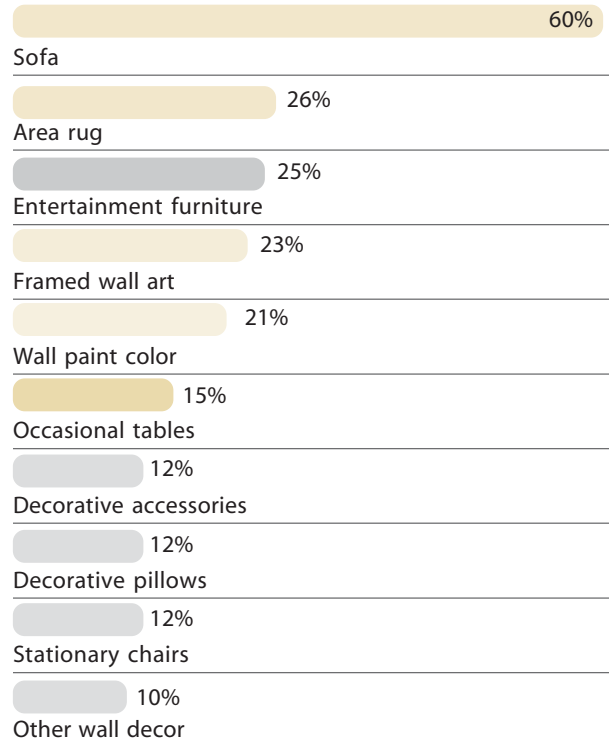 60%
Sofa
26%
Area rug
25%
Entertainment furniture
23%
Framed wall art
21%
Wall paint color
15%
Occasional tables
12%
Decorative accessories
12%
Decorative pillows
12%
Stationary chairs
10%
Other wall decor